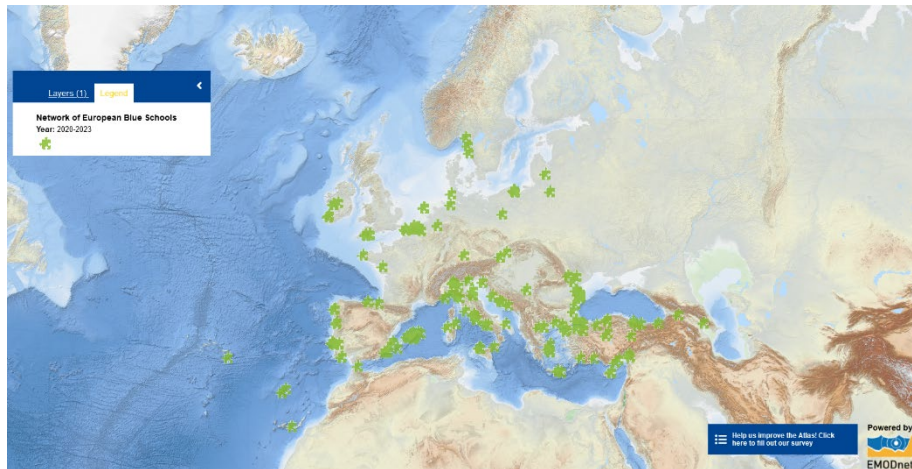 Layers (1) Legend
Network of European Blue Schools
Year: 2020-2023
Help us improve the Atlas! Click
here to fill out our survey
Powered by
EMODnet